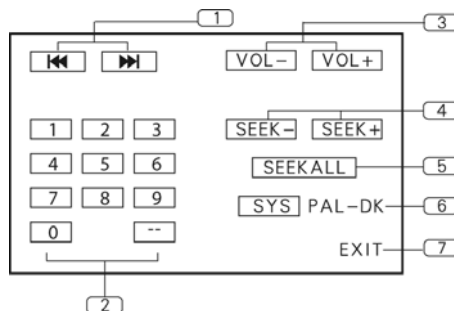 1
3
VOL- VOL+
4
1 2 3 SEEK- SEEK+
4 5 6 SEEKALL 5
7 8 9 SYS PAL-DK 6
0 --
EXIT 7
2